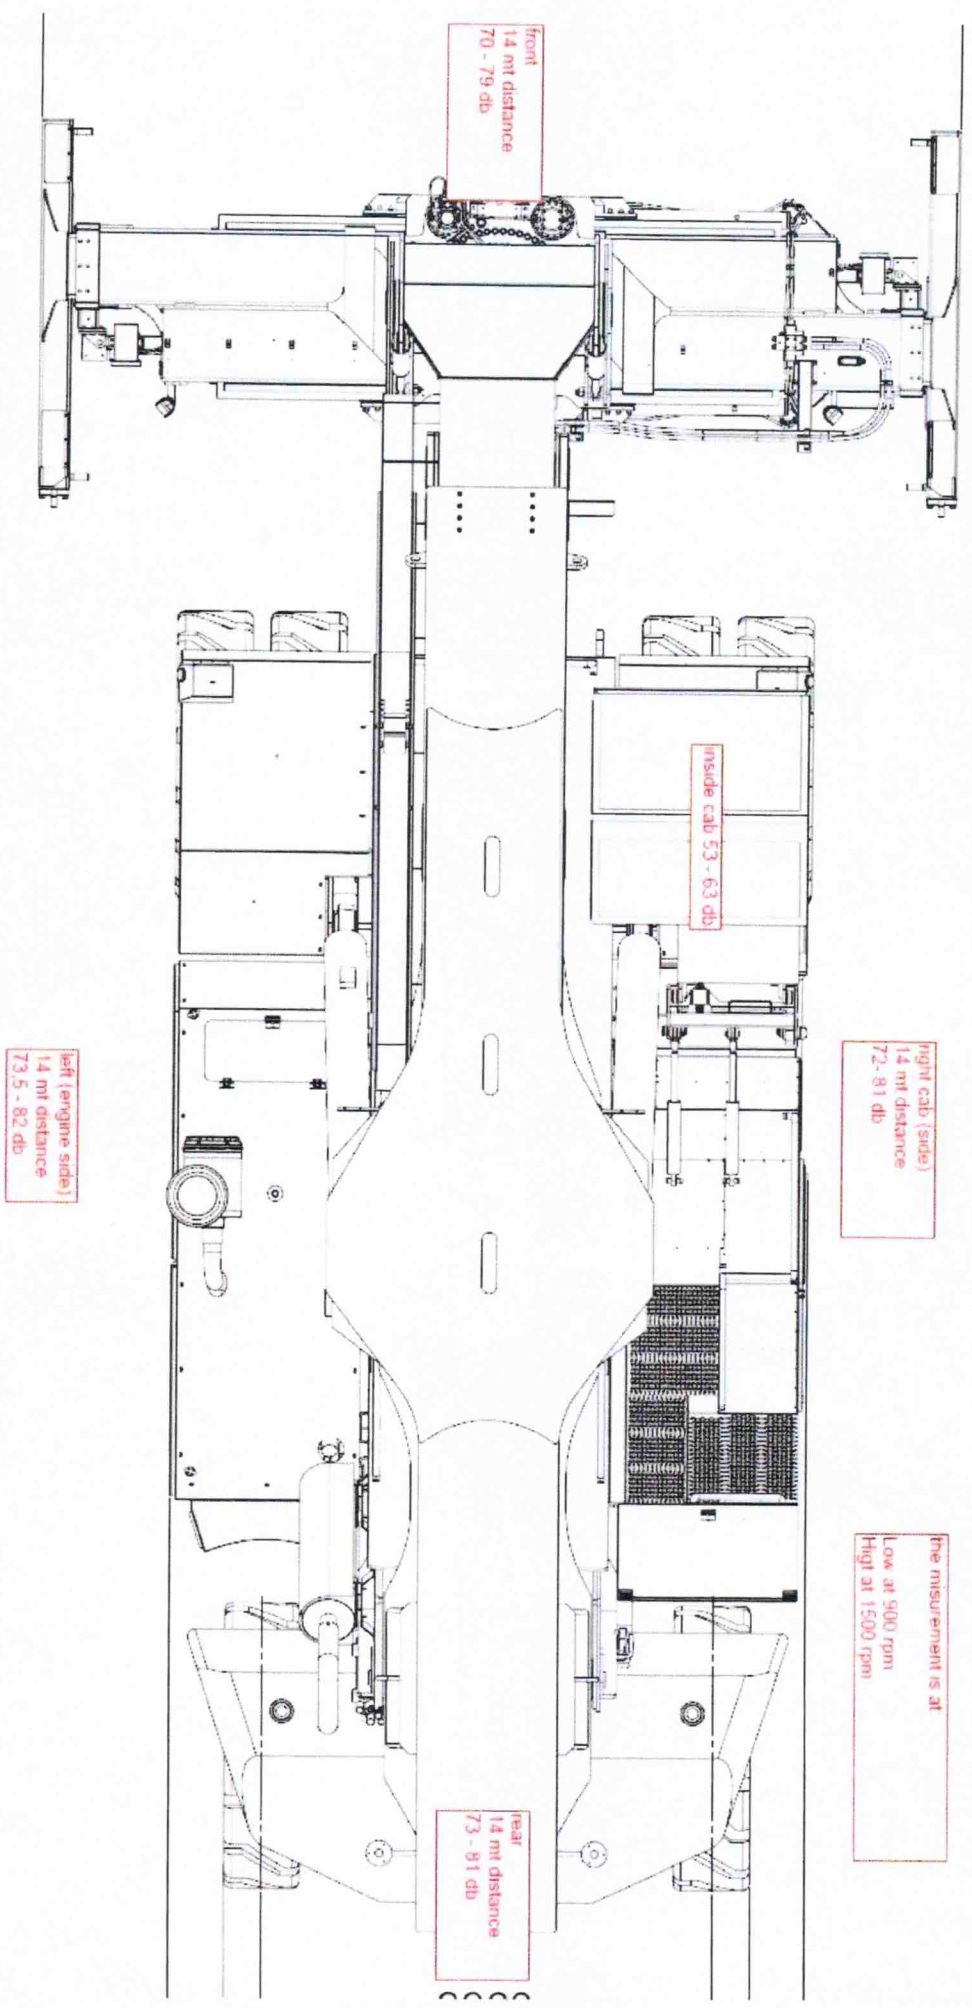 front
14 mt distance
70 - 79 db
inside cab 53 - 63 db
right cab (side)
14 mt distance
72- 81 db
left (engine side)
14 mt distance
73.5 - 82 db
the misurement is at
Low at 900 rpm
Higt at 1500 rpm
rear
14 mt distance
73 - 81 db